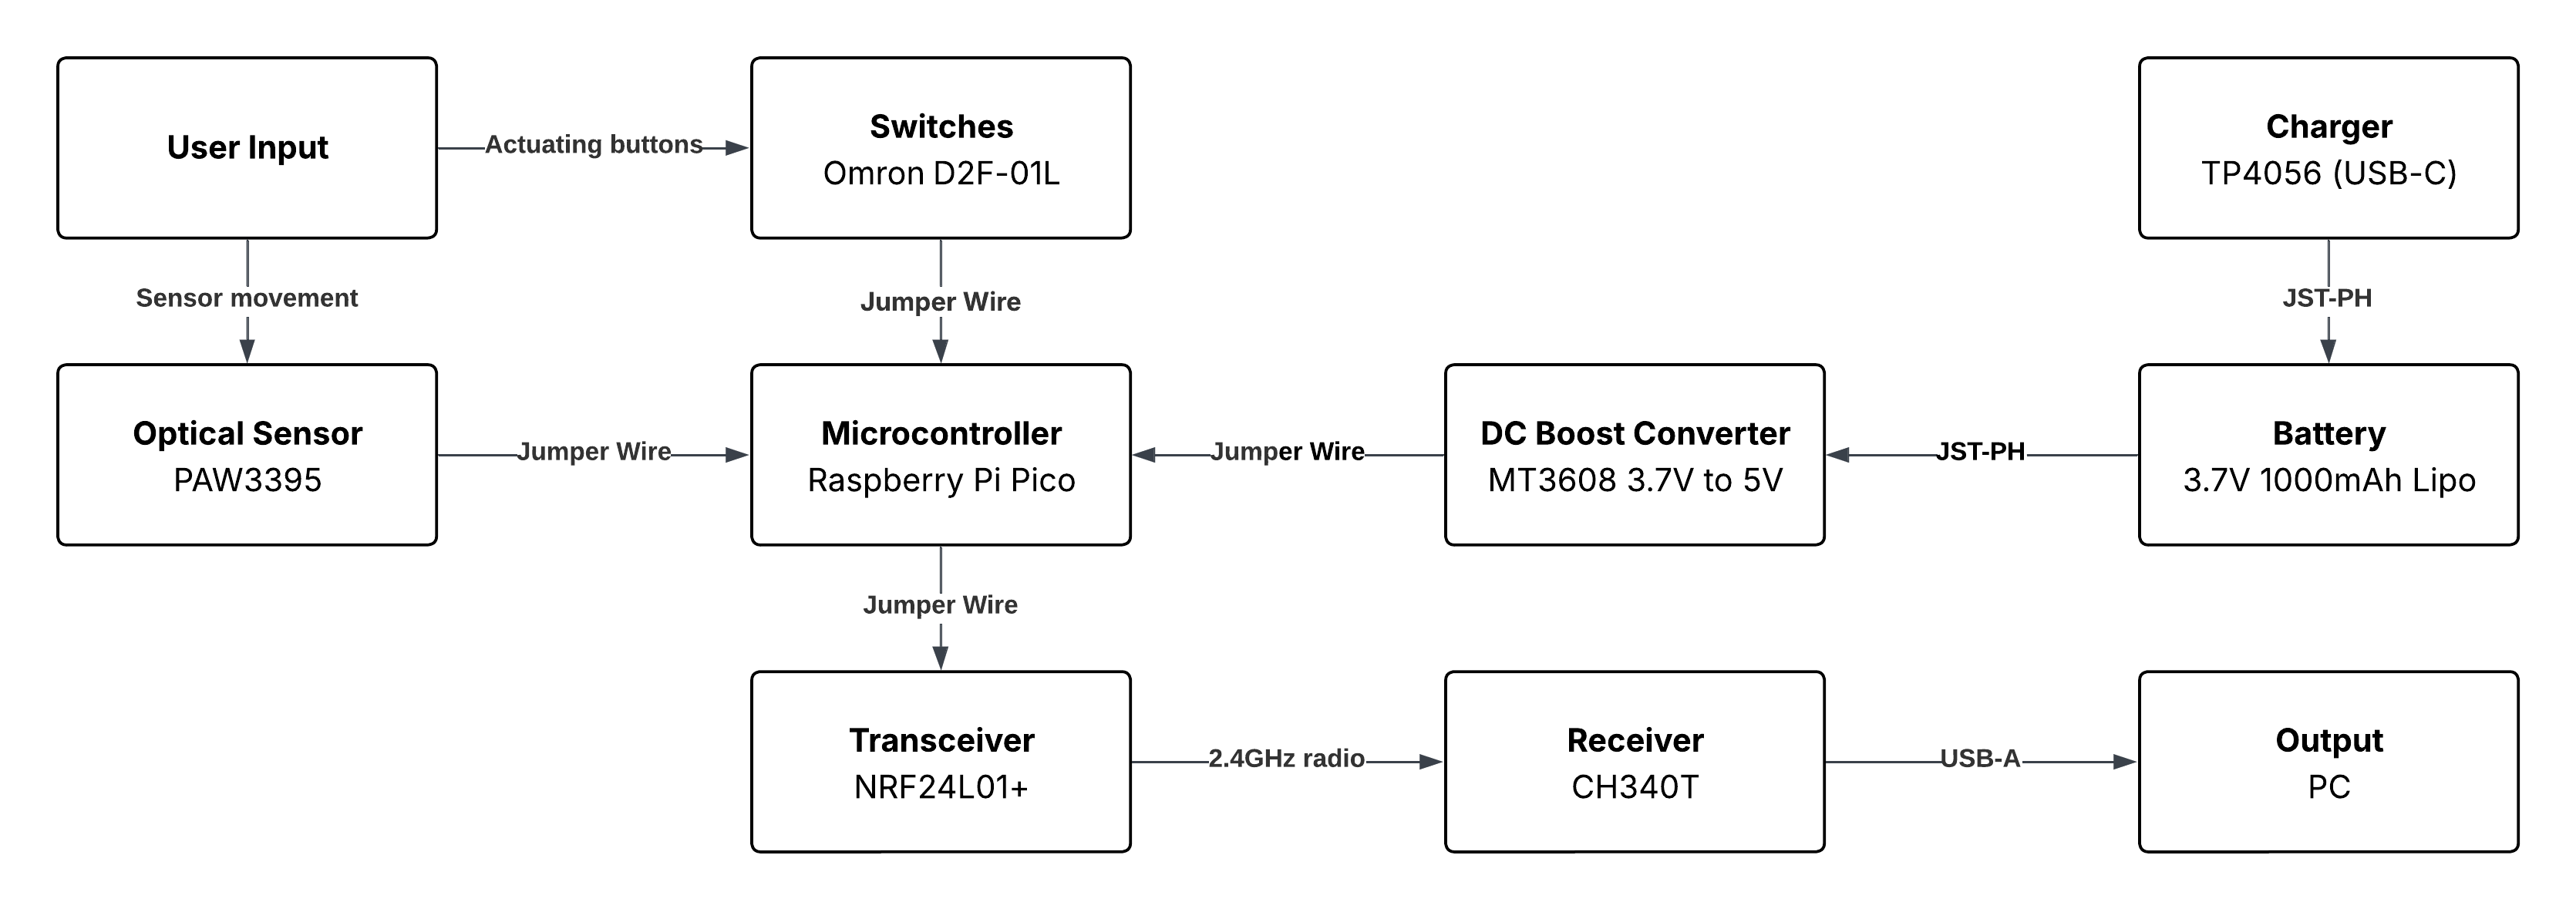 User Input
Actuating buttons
Switches
Omron D2F-01L
Charger
TP4056 (USB-C)
Sensor movement
Jumper Wire
JST-PH
Optical Sensor
PAW3395
Jumper Wire
Microcontroller
Raspberry Pi Pico
Jumper Wire
DC Boost Converter
MT3608 3.7V to 5V
JST-PH
Battery
3.7V 1000mAh Lipo
Jumper Wire
Transceiver
NRF24L01+
2.4GHz radio
Receiver
CH340T
USB-A
Output
PC